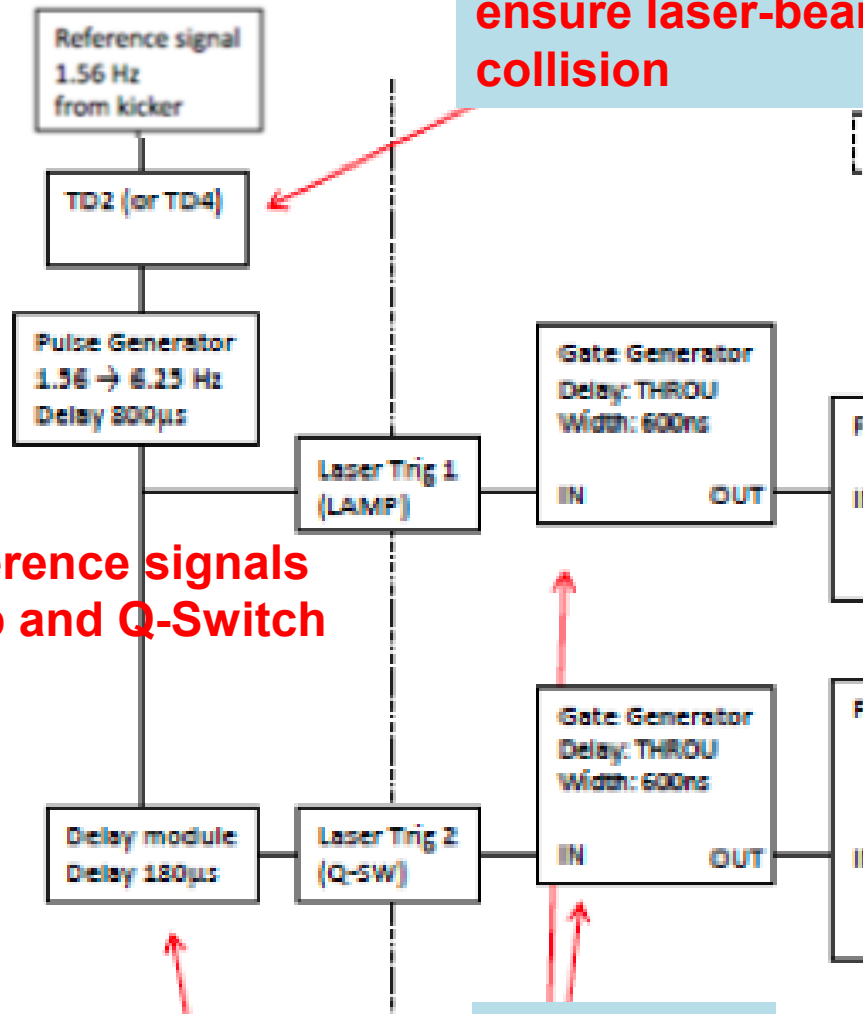 ensure laser-bear
collision
Reference signal
1.56 Hz
from kicker
TD2 (or TD4)
Pulse Generator
1.56 → 6.25 Hz
Delay 800μs
Gate Generator
Delay: THROU
Width: 600ns
IN OUT
Laser Trig 1
(LAMP)
erence signals
and Q-Switch
Gate Generator
Delay: THROU
Width: 600ns
IN OUT
Delay module
Delay 180μs
Laser Trig 2
(Q-SW)